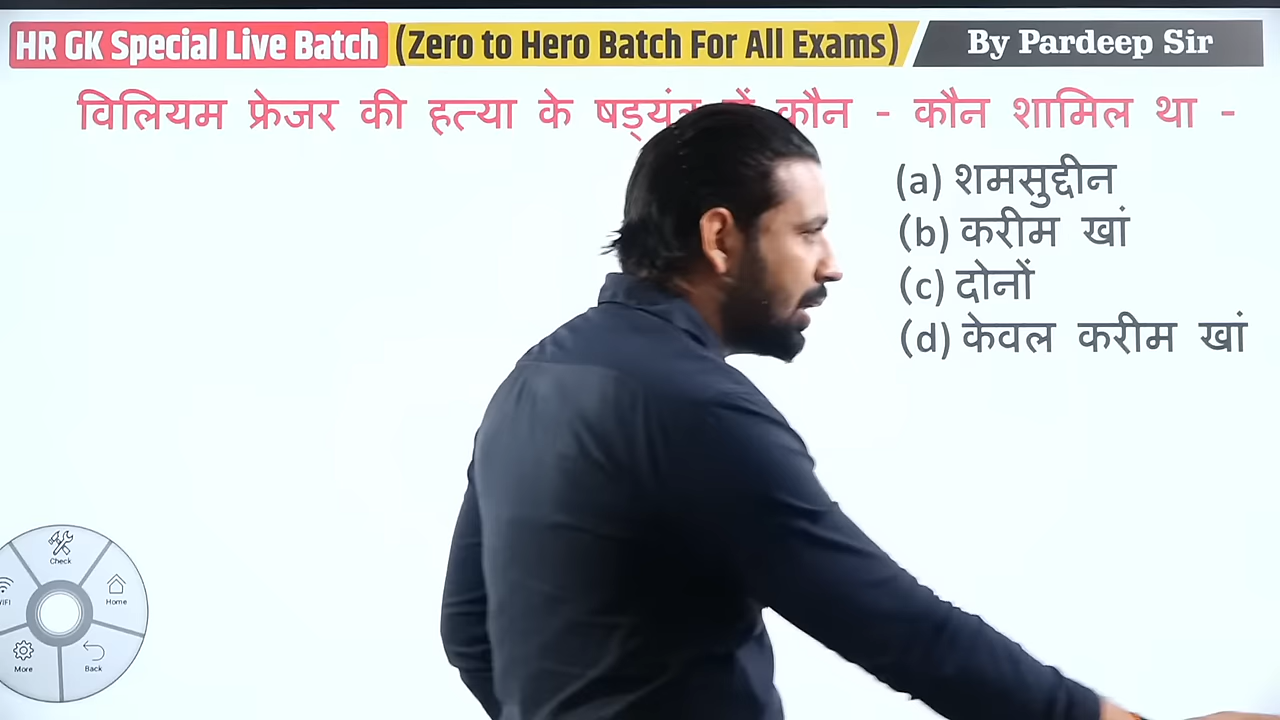 HR GK Special Live Batch (Zero to Hero Batch For All Exams) By Pardeep Sir
विलियम फ्रेजर की हत्या के कौन - कौन शामिल था -
(a) शमसुद्दीन
(b) करीम खां
(c) दोनों
(d) केवल करीम खां
Check
Home
Back
More